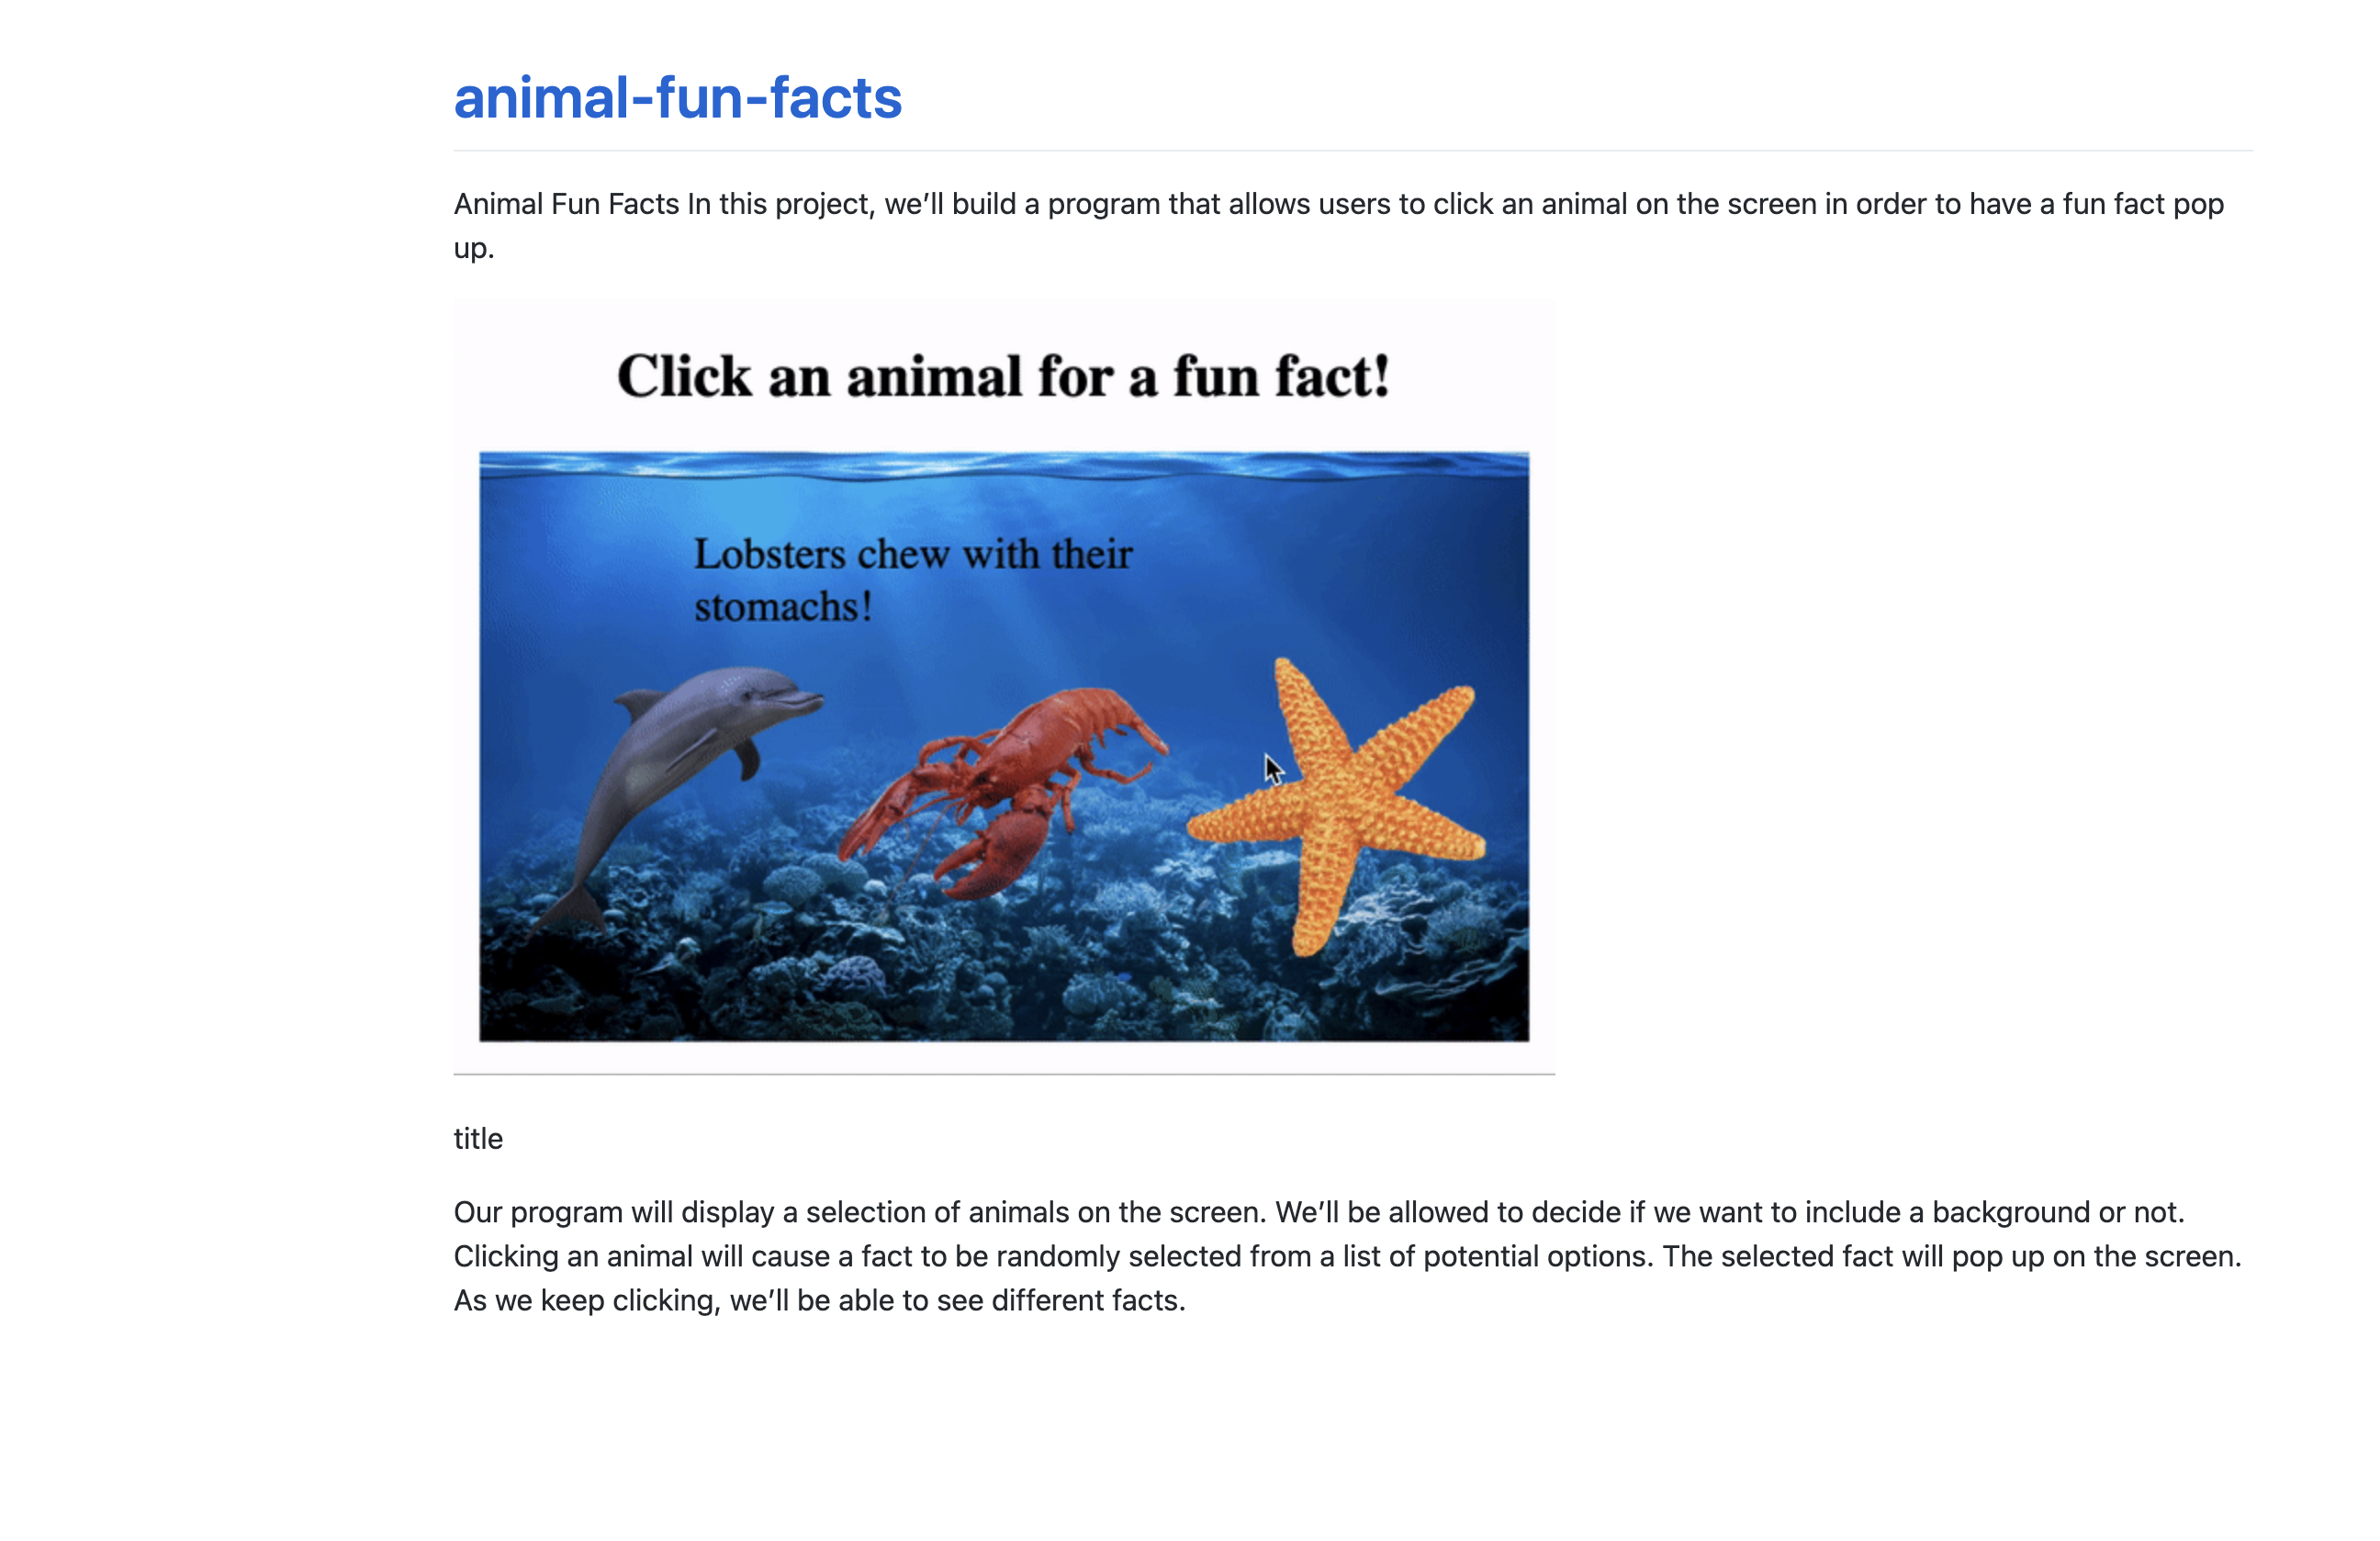 animal-fun-facts
Animal Fun Facts In this project, we’ll build a program that allows users to click an animal on the screen in order to have a fun fact pop
up.
Click an animal for a fun fact!
Lobsters chew with their
stomachs!
title
Our program will display a selection of animals on the screen. We’ll be allowed to decide if we want to include a background or not.
Clicking an animal will cause a fact to be randomly selected from a list of potential options. The selected fact will pop up on the screen.
As we keep clicking, we’ll be able to see different facts.